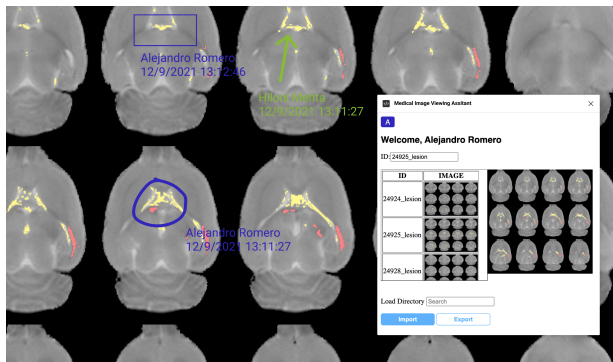 Alejandro Romero
12/9/2021 13:12:46
12/9/2021 13:11:27
Alejandro Romero
12/9/2021 13:11:27
Medical Image Viewing Assitant
A
Welcome, Alejandro Romero
ID: 24925_lesion
ID IMAGE
24924_lesion
24925_lesion
24928_lesion
Load Directory Search
Import Export